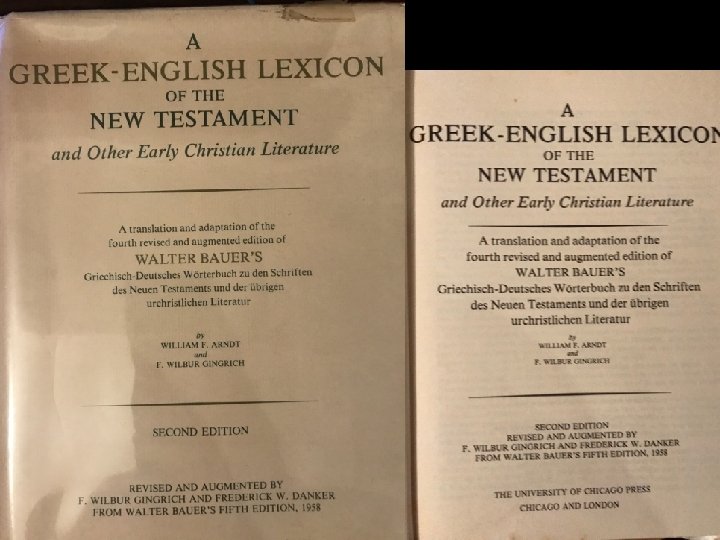 A
GREEK-ENGLISH LEXICON
OF THE
NEW TESTAMENT
and Other Early Christian Literature
A translation and adaptation of the
fourth revised and augmented edition of
WALTER BAUER'S
Griechisch-Deutsches Wörterbuch zu den Schriften
des Neuen Testaments und der übrigen
urchristlichen Literatur
by
WILLIAM F. ARNDT
and
F. WILBUR GINGRICH
SECOND EDITION
REVISED AND AUGMENTED BY
F. WILBUR GINGRICH AND FREDERICK W. DANKER
FROM WALTER BAUER'S FIFTH EDITION, 1958
A
GREEK-ENGLISH LEXICON
OF THE
NEW TESTAMENT
and Other Early Christian Literature
A translation and adaptation of the
fourth revised and augmented edition of
WALTER BAUER'S
Griechisch-Deutsches Wörterbuch zu den Schriften
des Neuen Testaments und der übrigen
urchristlichen Literatur
by
WILLIAM F. ARNDT
and
F. WILBUR GINGRICH
SECOND EDITION
REVISED AND AUGMENTED BY
F. WILBUR GINGRICH AND FREDERICK W. DANKER
FROM WALTER BAUER'S FIFTH EDITION, 1958
THE UNIVERSITY OF CHICAGO PRESS
CHICAGO AND LONDON